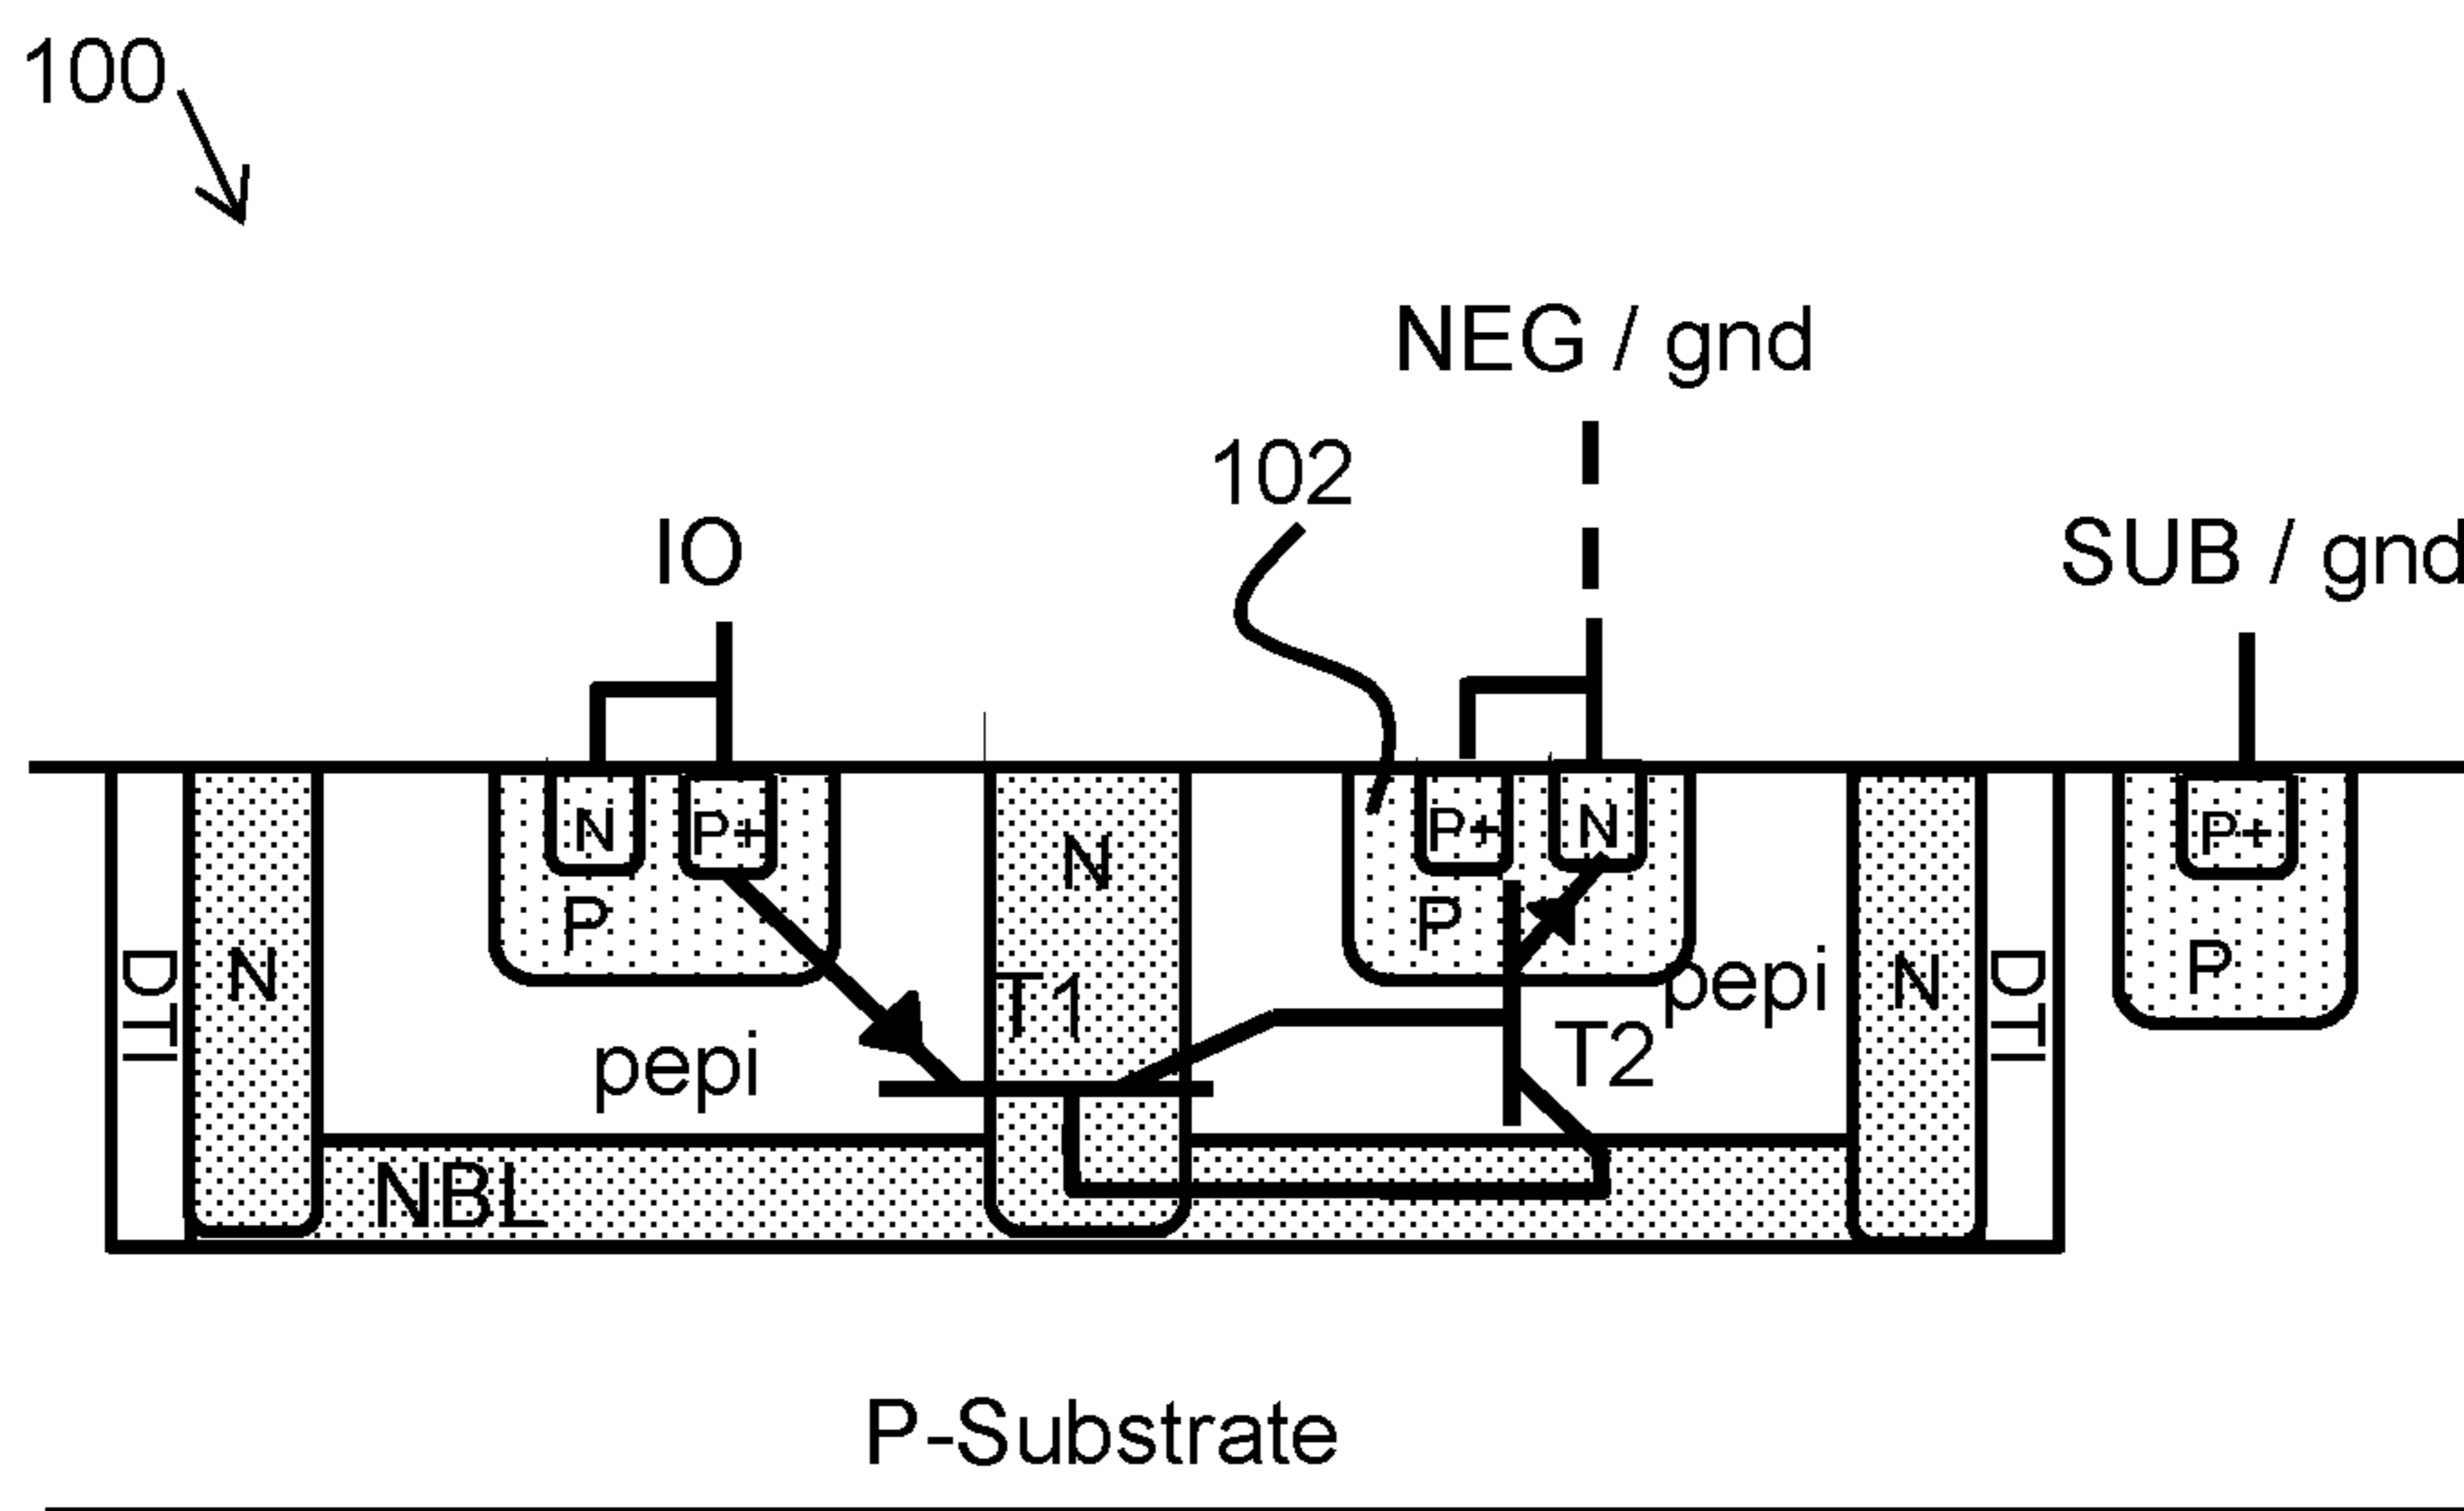 100
NEG / gnd
102
IO
SUB / gnd
N
P+
N
P+
N
P+
P
P
N
T1
pepi
N
P
DTI
N
DTI
pepi
T2
NBL
P-Substrate